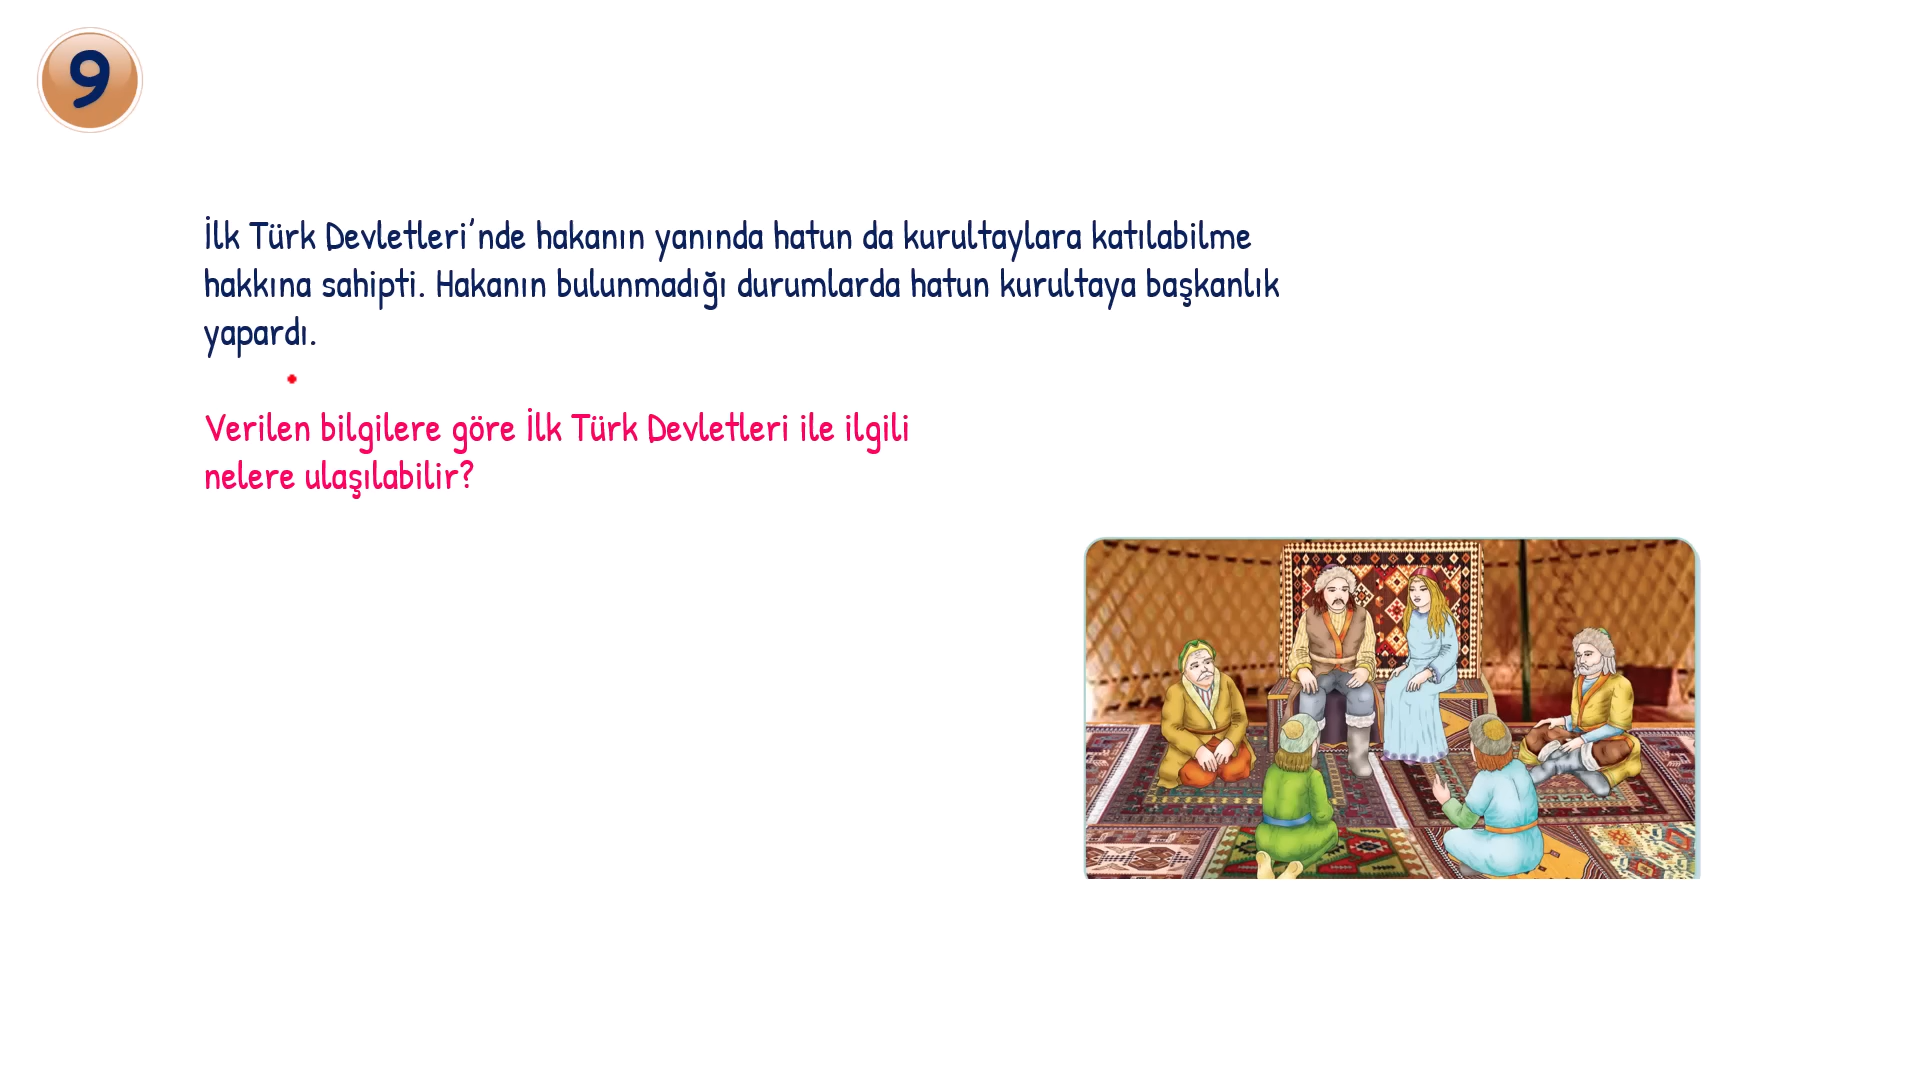 9
İlk Türk Devletleri'nde hakanın yanında hatun da kurultaylara katılabilme
hakkına sahipti. Hakanın bulunmadığı durumlarda hatun kurultaya başkanlık
yapardı.
Verilen bilgilere göre İlk Türk Devletleri ile ilgili
nelere ulaşılabilir?